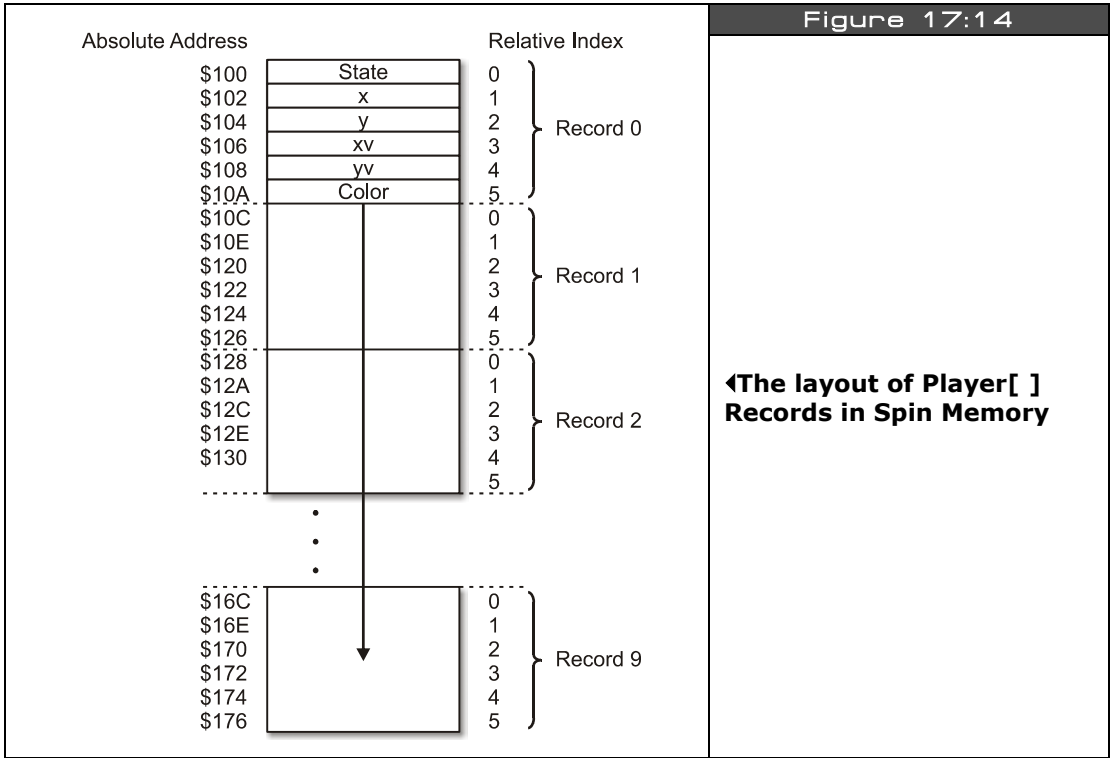 Figure 17:14
Absolute Address Relative Index
$100 State 0
$102 x 1
$104 y 2
$106 xv 3
$108 yv 4
$10A Color 5
Record 0
$10C 0
$10E 1
$120 2
$122 3
$124 4
$126 5
Record 1
$128 0
$12A 1
$12C 2
$12E 3
$130 4
5
Record 2
$16C 0
$16E 1
$170 2
$172 3
$174 4
$176 5
Record 9
The layout of Player[ ]
Records in Spin Memory